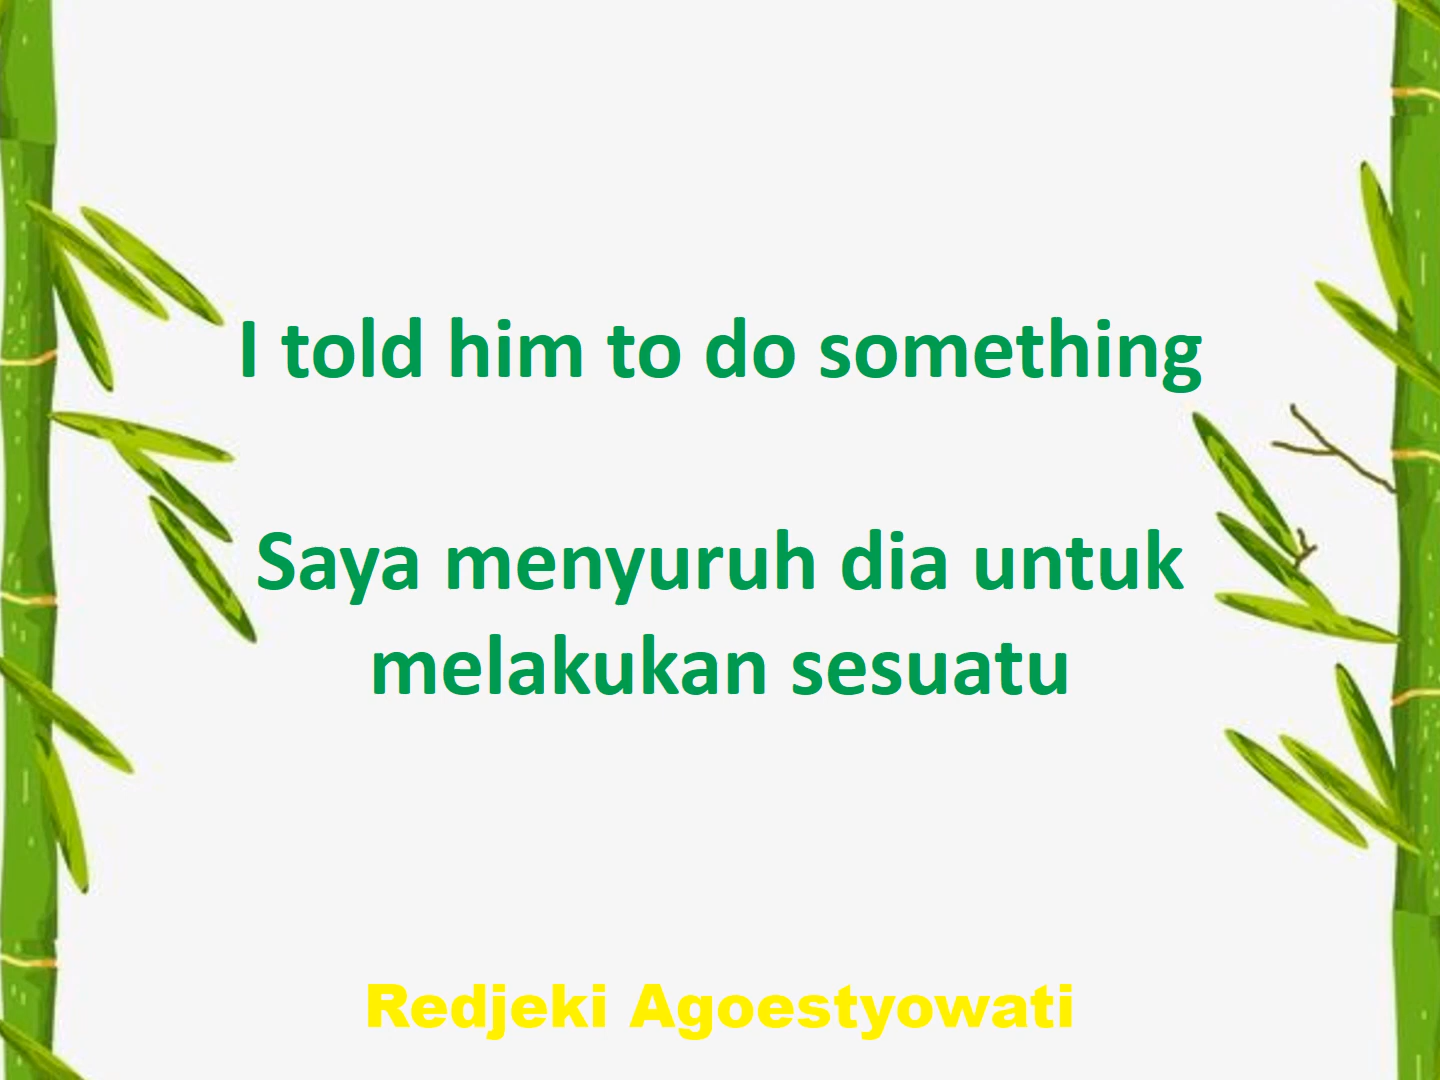 I told him to do something
Saya menyuruh dia untuk
melakukan sesuatu
Redjeki Agoestyowati